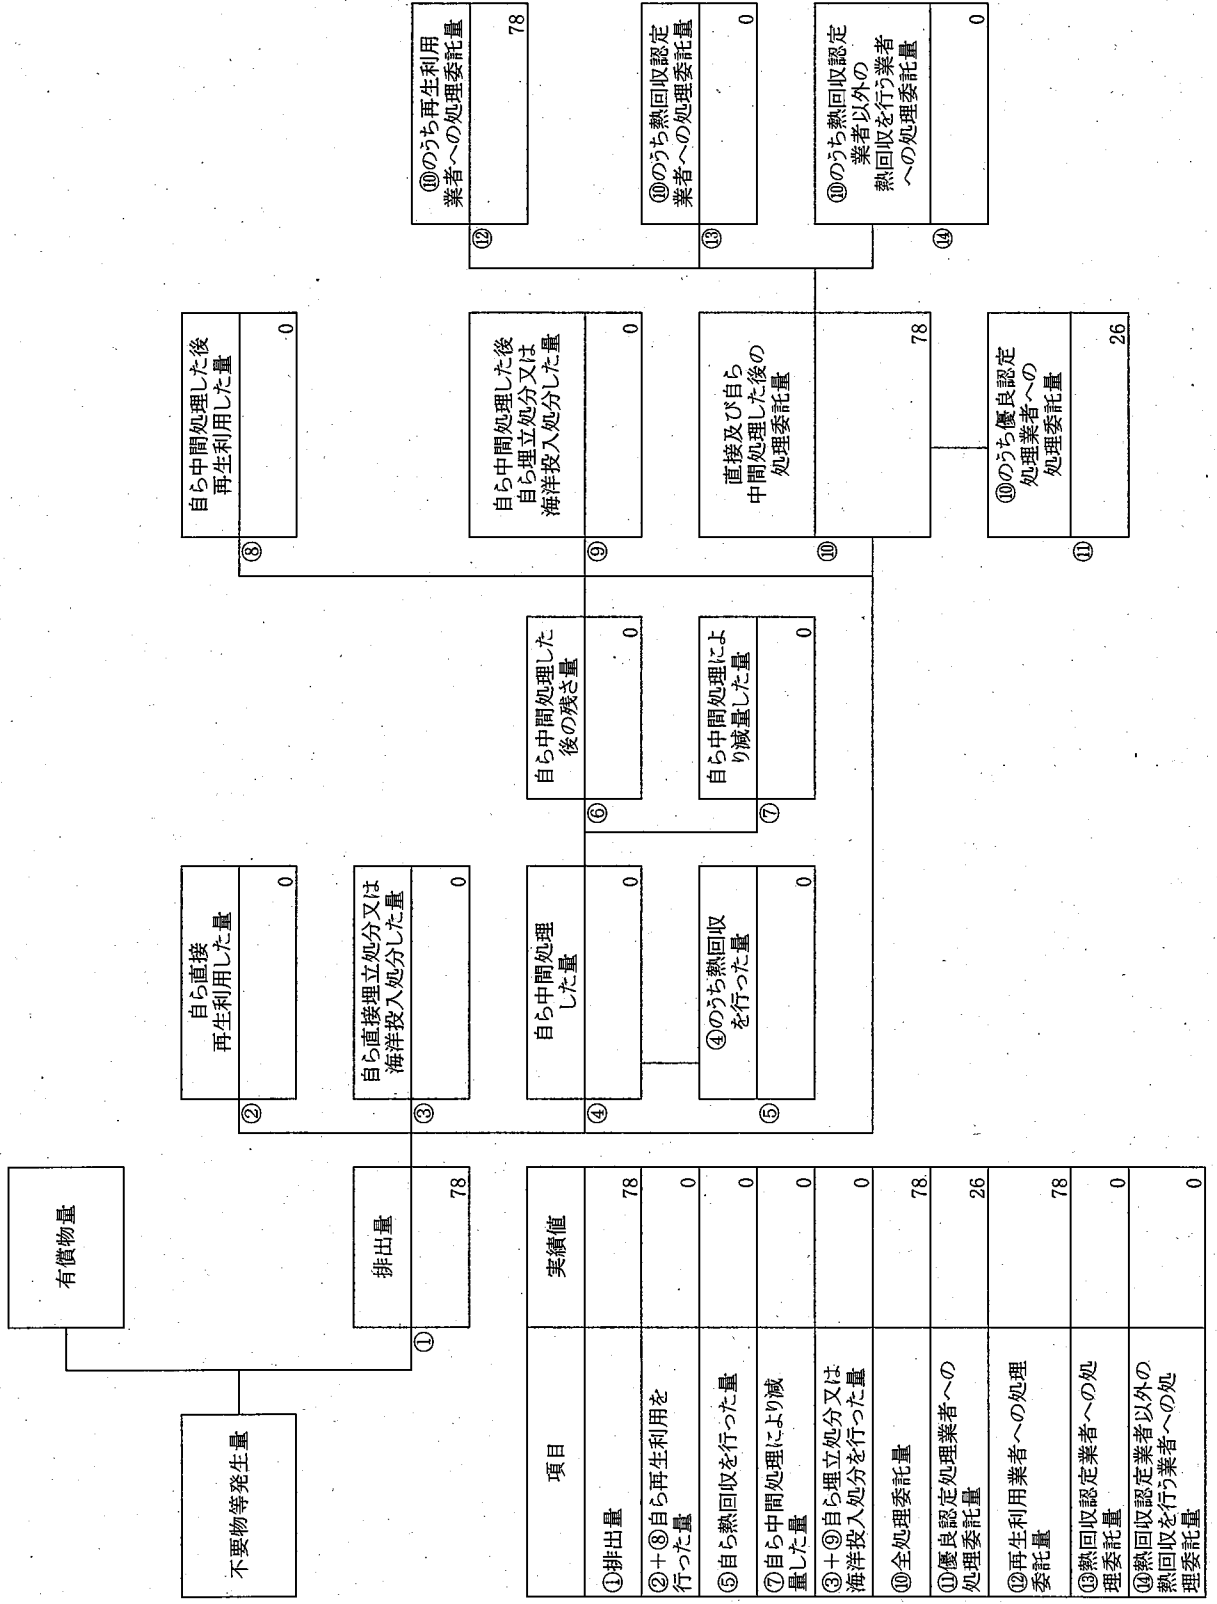 不要物等発生量
有償物量
①
排出量
78
②
自ら直接
再生利用した量
0
③
自ら直接埋立処分又は
海洋投入処分した量
0
④
自ら中間処理
した量
0
⑤
④のうち熱回収
を行った量
0
⑥
自ら中間処理した
後の残さ量
0
⑦
自ら中間処理によ
り減量した量
0
⑧
自ら中間処理した後
再生利用した量
0
⑨
自ら中間処理した後
自ら埋立処分又は
海洋投入処分した量
0
⑩
直接及び自ら
中間処理した後の
処理委託量
78
⑪
⑩のうち優良認定
処理業者への
処理委託量
26
⑫
⑩のうち再生利用
業者への処理委託量
78
⑬
⑩のうち熱回収認定
業者への処理委託量
0
⑭
⑩のうち熱回収認定
業者以外の
熱回収を行う業者
への処理委託量
0
項目
実績値
①排出量
78
②+⑧自ら再生利用を
行った量
0
⑤自ら熱回収を行った量
0
⑦自ら中間処理により減
量した量
0
③+⑨自ら埋立処分又は
海洋投入処分を行った量
0
⑩全処理委託量
78
⑪優良認定処理業者への
処理委託量
26
⑫再生利用業者への処理
委託量
78
⑬熱回収認定業者への処
理委託量
0
⑭熱回収認定業者以外の
熱回収を行う業者への処
理委託量
0